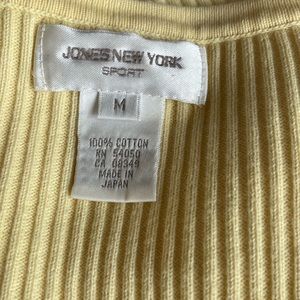 JONES NEW YORK
SPORT
M
100% COTTON
RN 54050
CA 08349
MADE IN
JAPAN